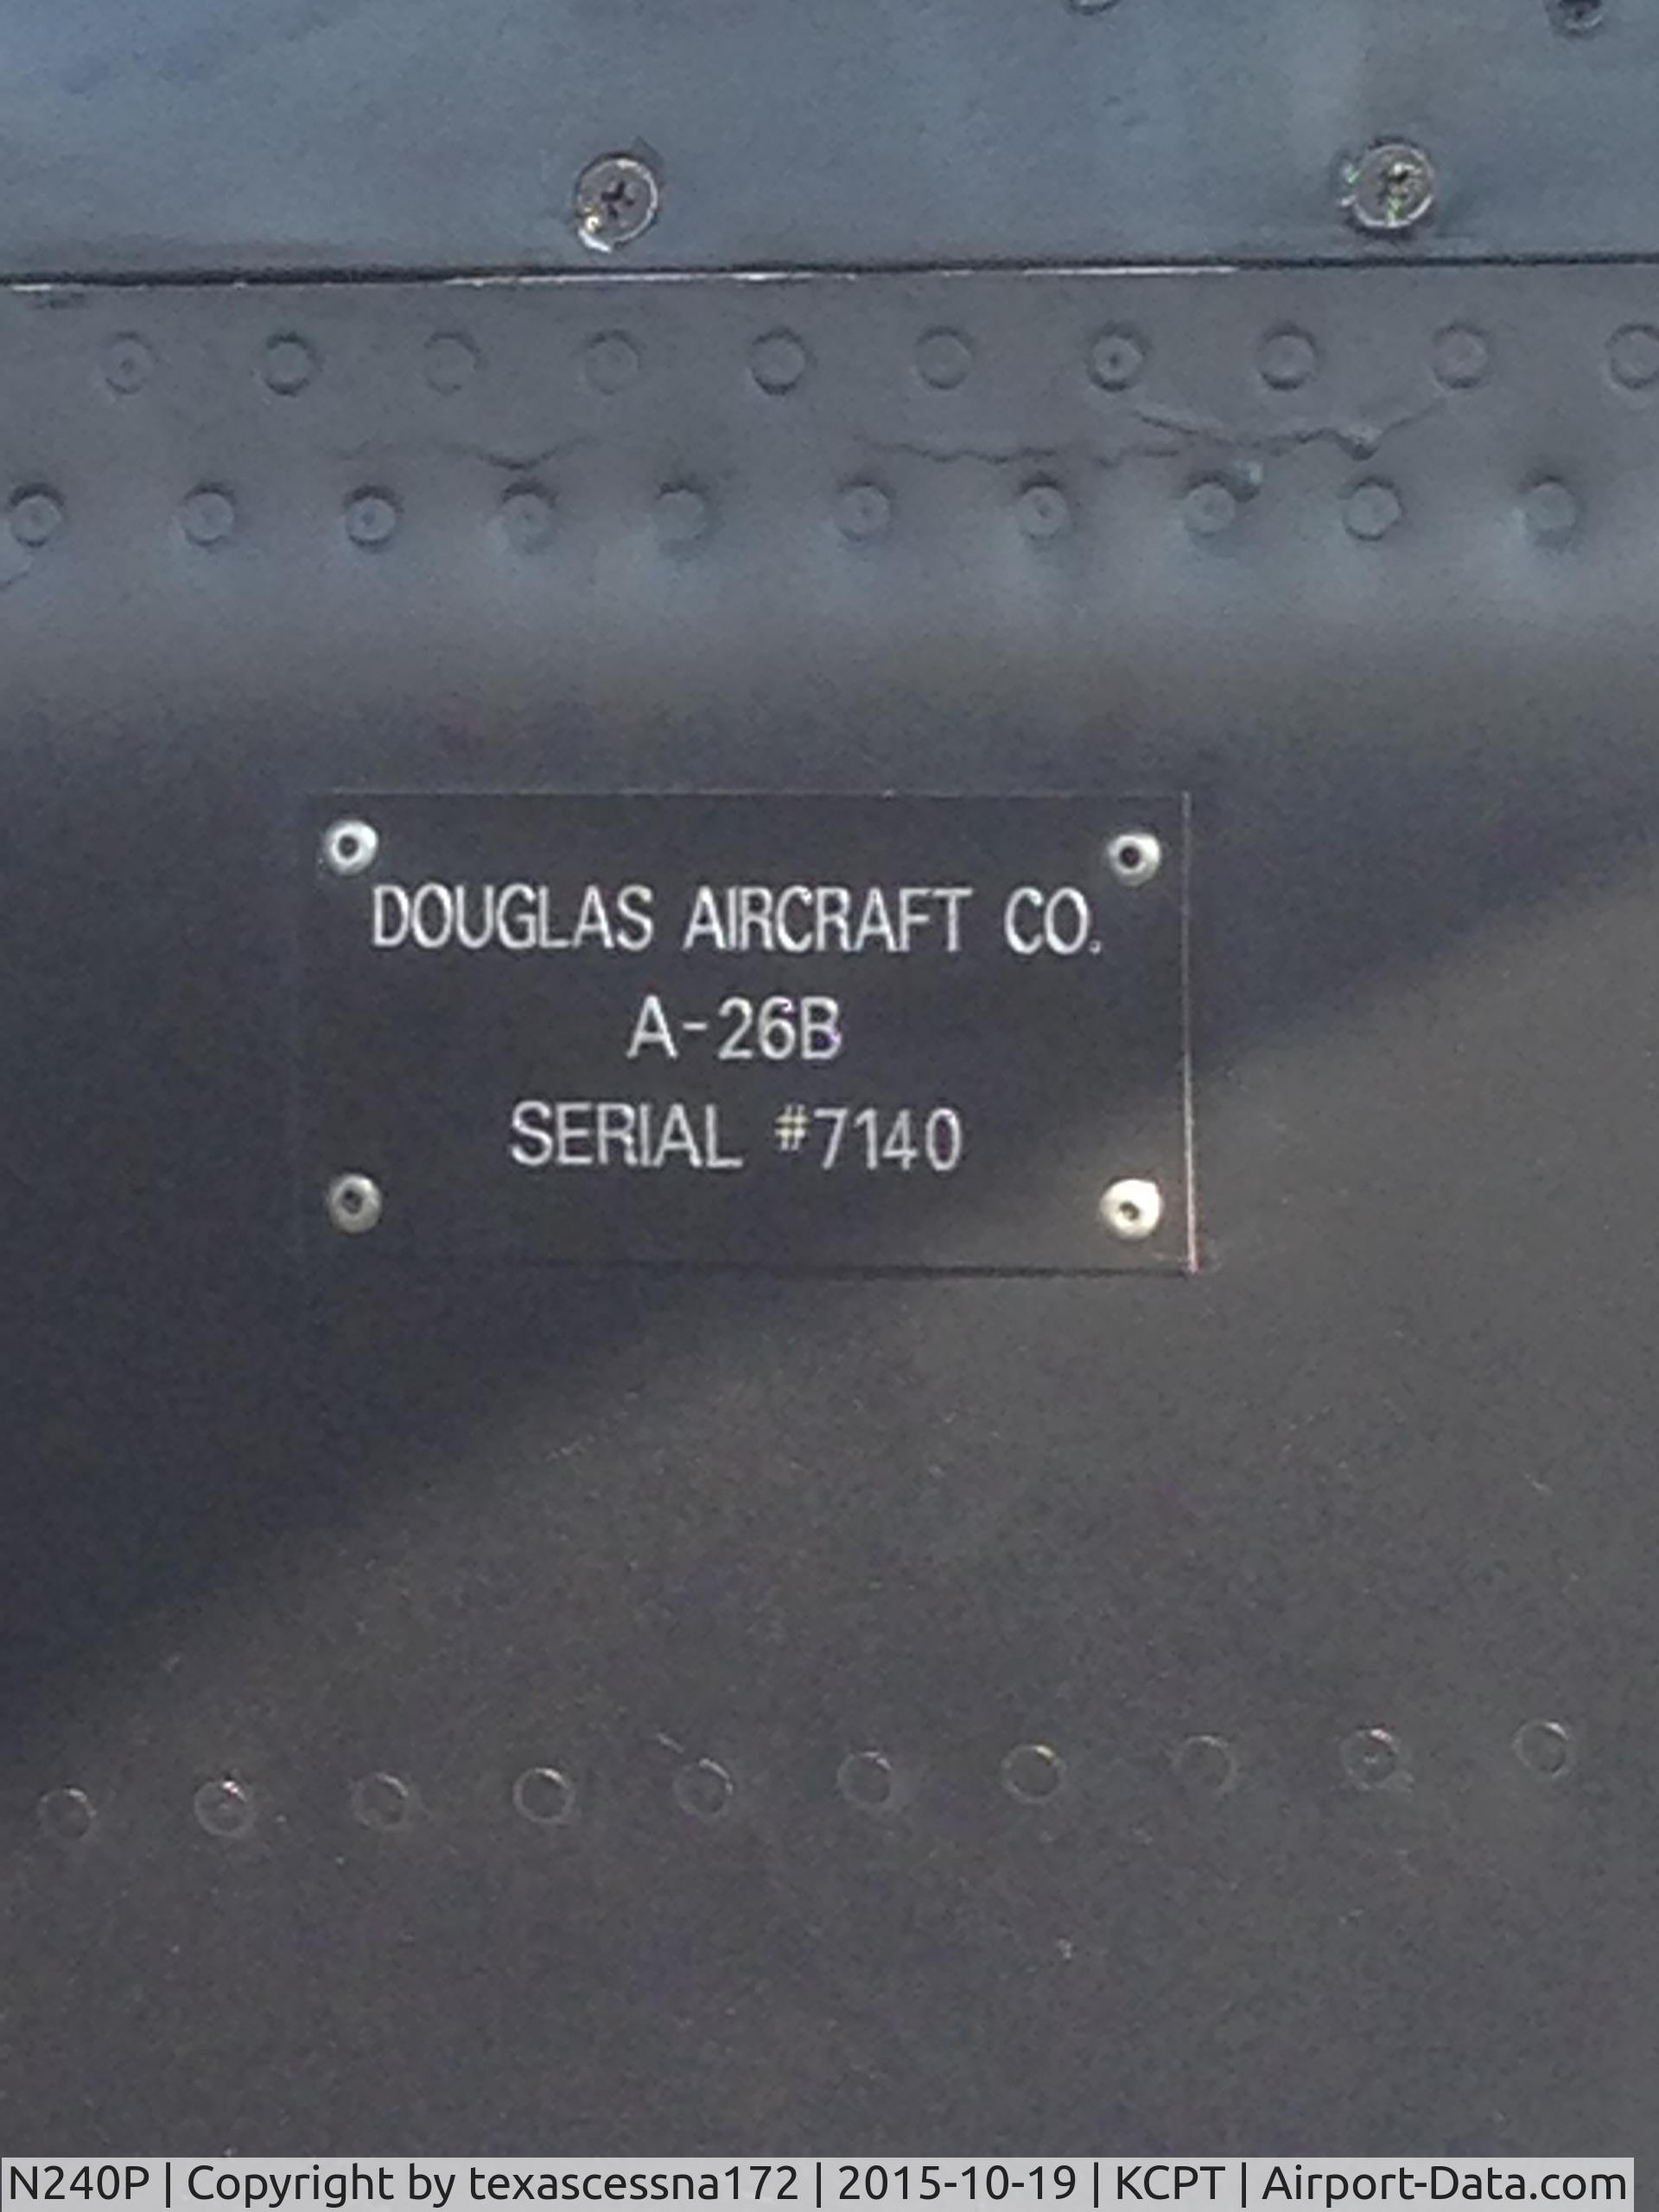 DOUGLAS AIRCRAFT CO.
A-26B
SERIAL #7140
N240P | Copyright by texascessna172 | 2015-10-19 | KCPT | Airport-Data.com